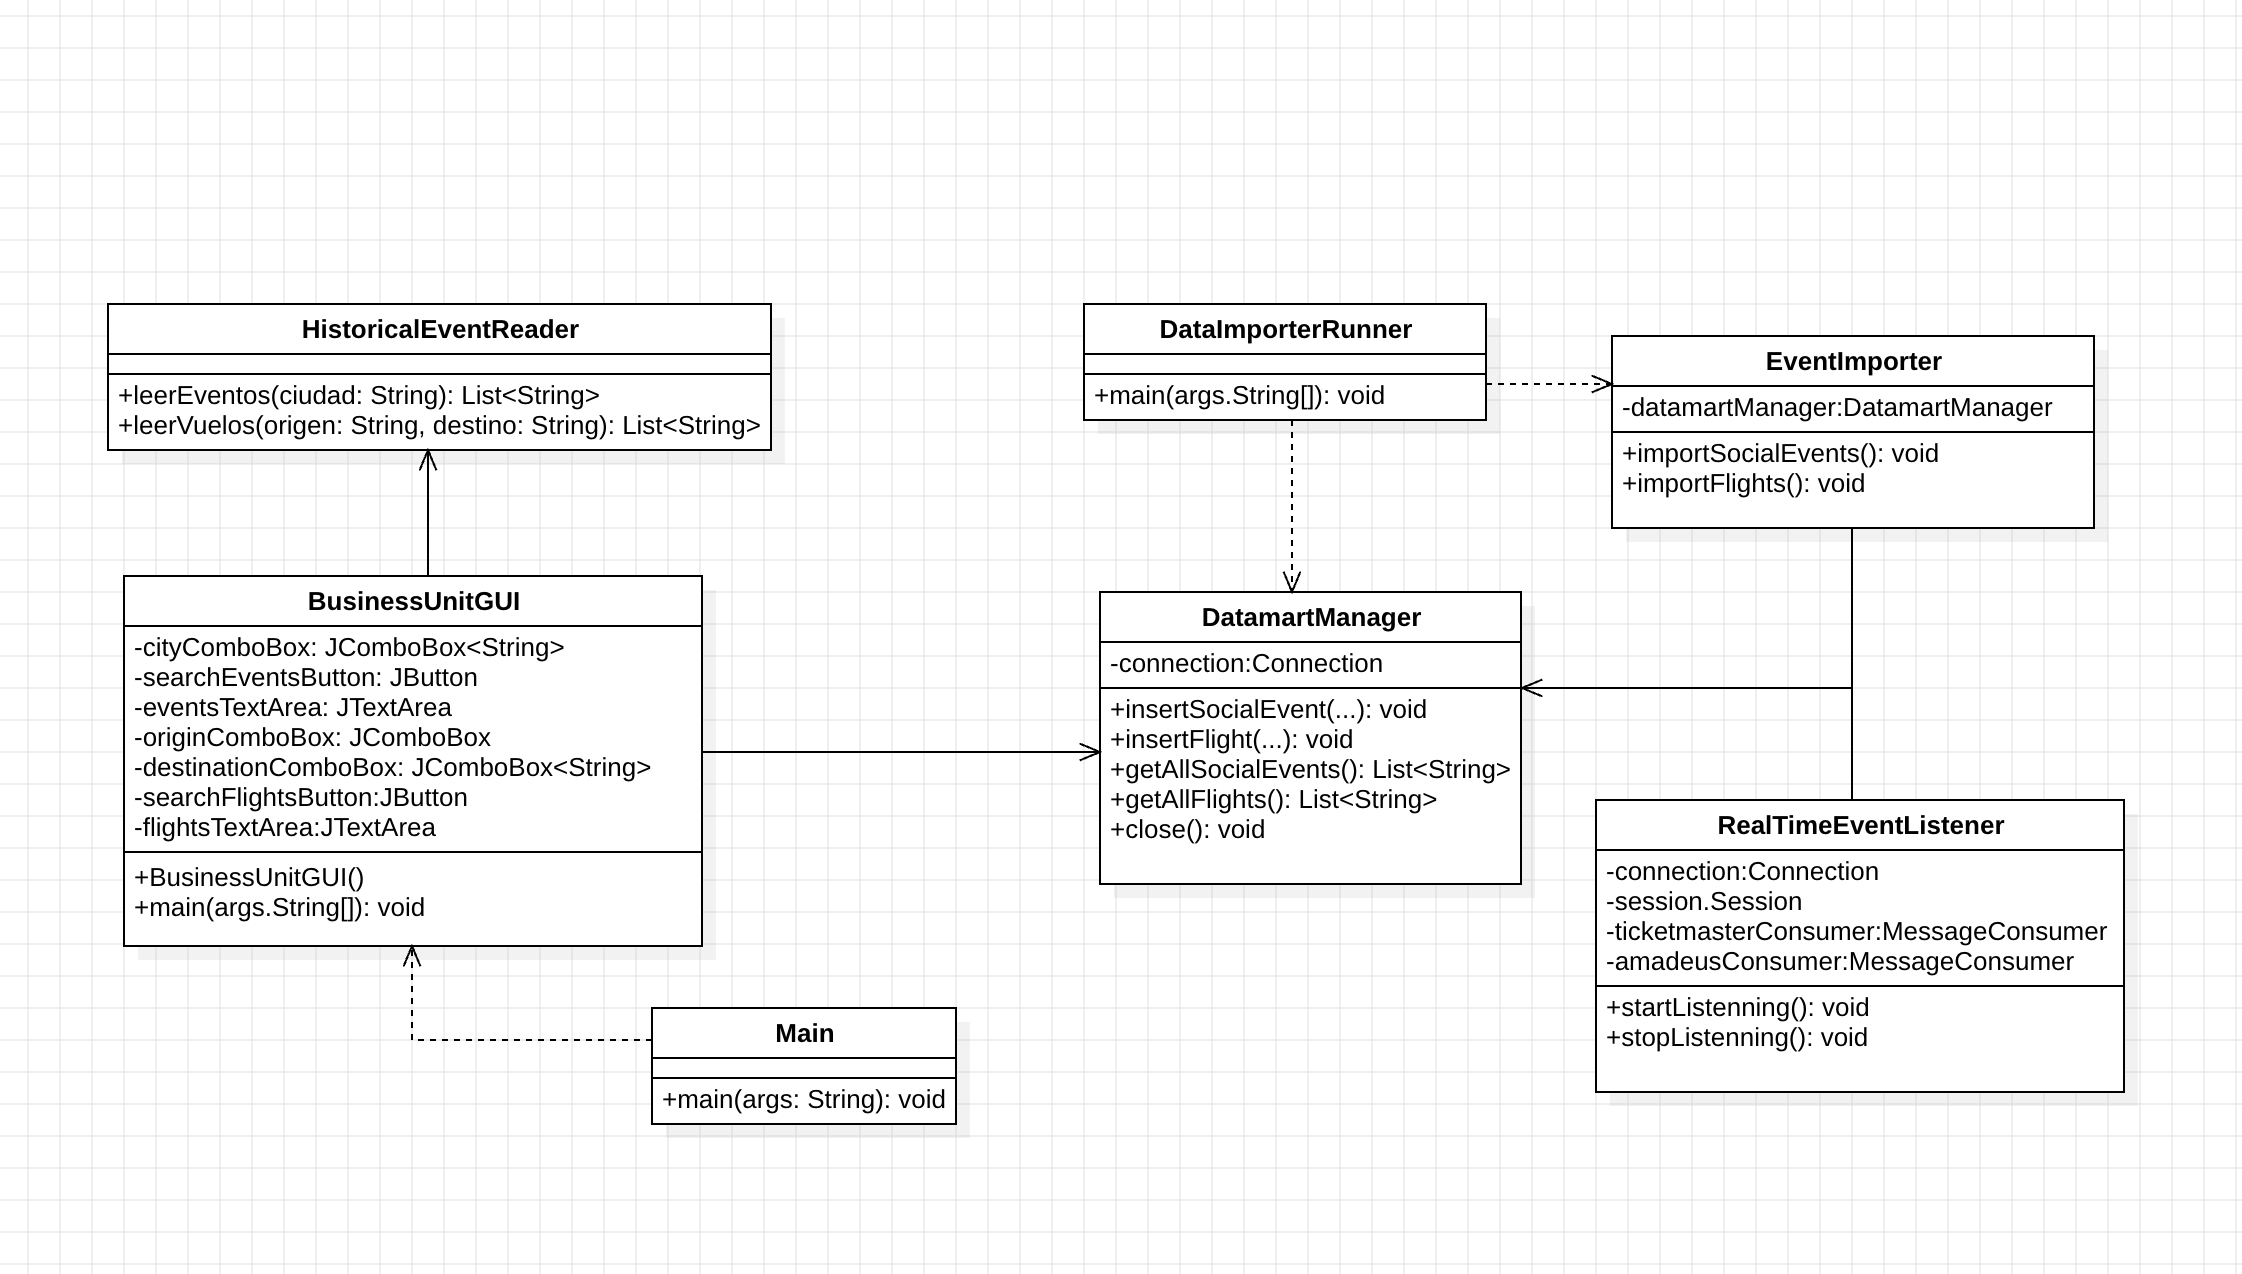 HistoricalEventReader
+leerEventos(ciudad: String): List<String>
+leerVuelos(origen: String, destino: String): List<String>
DataImporterRunner
+main(args.String[]): void
EventImporter
-datamartManager:DatamartManager
+importSocialEvents(): void
+importFlights(): void
BusinessUnitGUI
-cityComboBox: JComboBox<String>
-searchEventsButton: JButton
-eventsTextArea: JTextArea
-originComboBox: JComboBox
-destinationComboBox: JComboBox<String>
-searchFlightsButton:JButton
-flightsTextArea:JTextArea
+BusinessUnitGUI()
+main(args.String[]): void
DatamartManager
-connection:Connection
+insertSocialEvent(...): void
+insertFlight(...): void
+getAllSocialEvents(): List<String>
+getAllFlights(): List<String>
+close(): void
RealTimeEventListener
-connection:Connection
-session.Session
-ticketmasterConsumer:MessageConsumer
-amadeusConsumer:MessageConsumer
+startListenning(): void
+stopListenning(): void
Main
+main(args: String): void